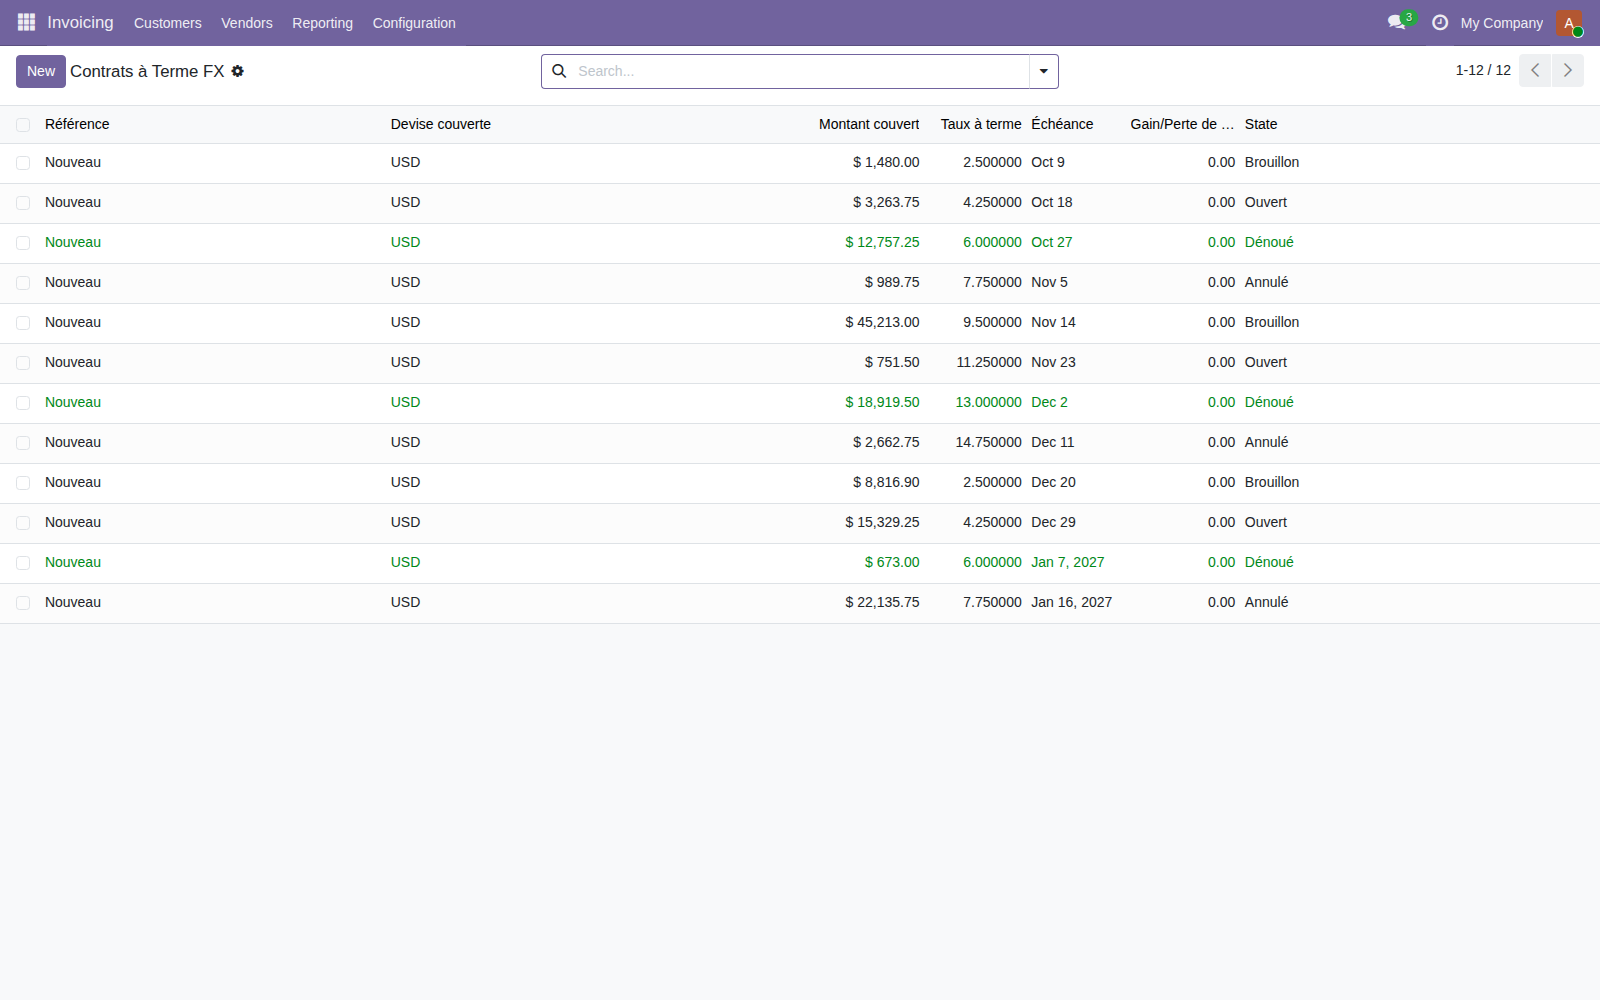 Invoicing Customers Vendors Reporting Configuration 3 My Company A
New Contrats à Terme FX Search... 1-12 / 12
Référence Devise couverte Montant couvert Taux à terme Échéance Gain/Perte de ... State
Nouveau USD $ 1,480.00 2.500000 Oct 9 0.00 Brouillon
Nouveau USD $ 3,263.75 4.250000 Oct 18 0.00 Ouvert
Nouveau USD $ 12,757.25 6.000000 Oct 27 0.00 Dénoué
Nouveau USD $ 989.75 7.750000 Nov 5 0.00 Annulé
Nouveau USD $ 45,213.00 9.500000 Nov 14 0.00 Brouillon
Nouveau USD $ 751.50 11.250000 Nov 23 0.00 Ouvert
Nouveau USD $ 18,919.50 13.000000 Dec 2 0.00 Dénoué
Nouveau USD $ 2,662.75 14.750000 Dec 11 0.00 Annulé
Nouveau USD $ 8,816.90 2.500000 Dec 20 0.00 Brouillon
Nouveau USD $ 15,329.25 4.250000 Dec 29 0.00 Ouvert
Nouveau USD $ 673.00 6.000000 Jan 7, 2027 0.00 Dénoué
Nouveau USD $ 22,135.75 7.750000 Jan 16, 2027 0.00 Annulé